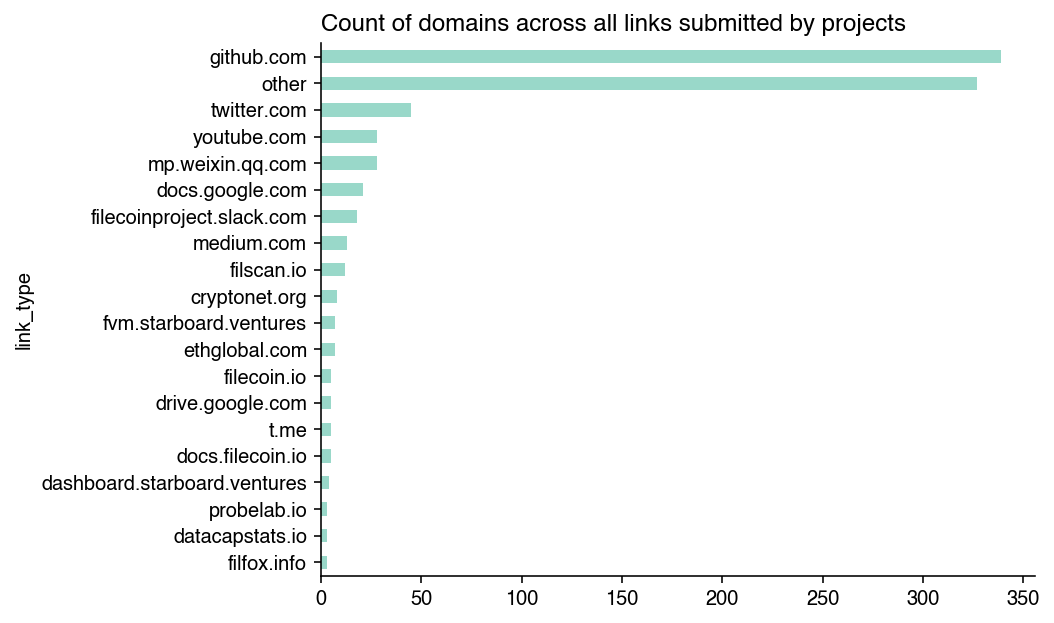 Count of domains across all links submitted by projects
link_type
github.com
other
twitter.com
youtube.com
mp.weixin.qq.com
docs.google.com
filecoinproject.slack.com
medium.com
filscan.io
cryptonet.org
fvm.starboard.ventures
ethglobal.com
filecoin.io
drive.google.com
t.me
docs.filecoin.io
dashboard.starboard.ventures
probelab.io
datacapstats.io
filfox.info
0 50 100 150 200 250 300 350